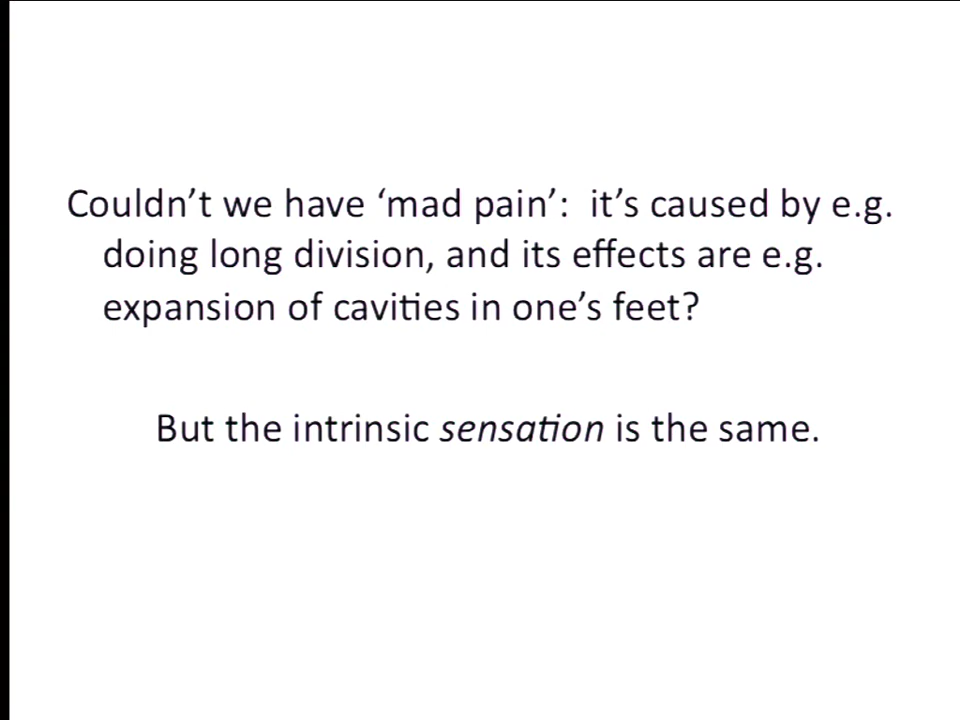 Couldn’t we have ‘mad pain’: it’s caused by e.g.
doing long division, and its effects are e.g.
expansion of cavities in one’s feet?
But the intrinsic sensation is the same.